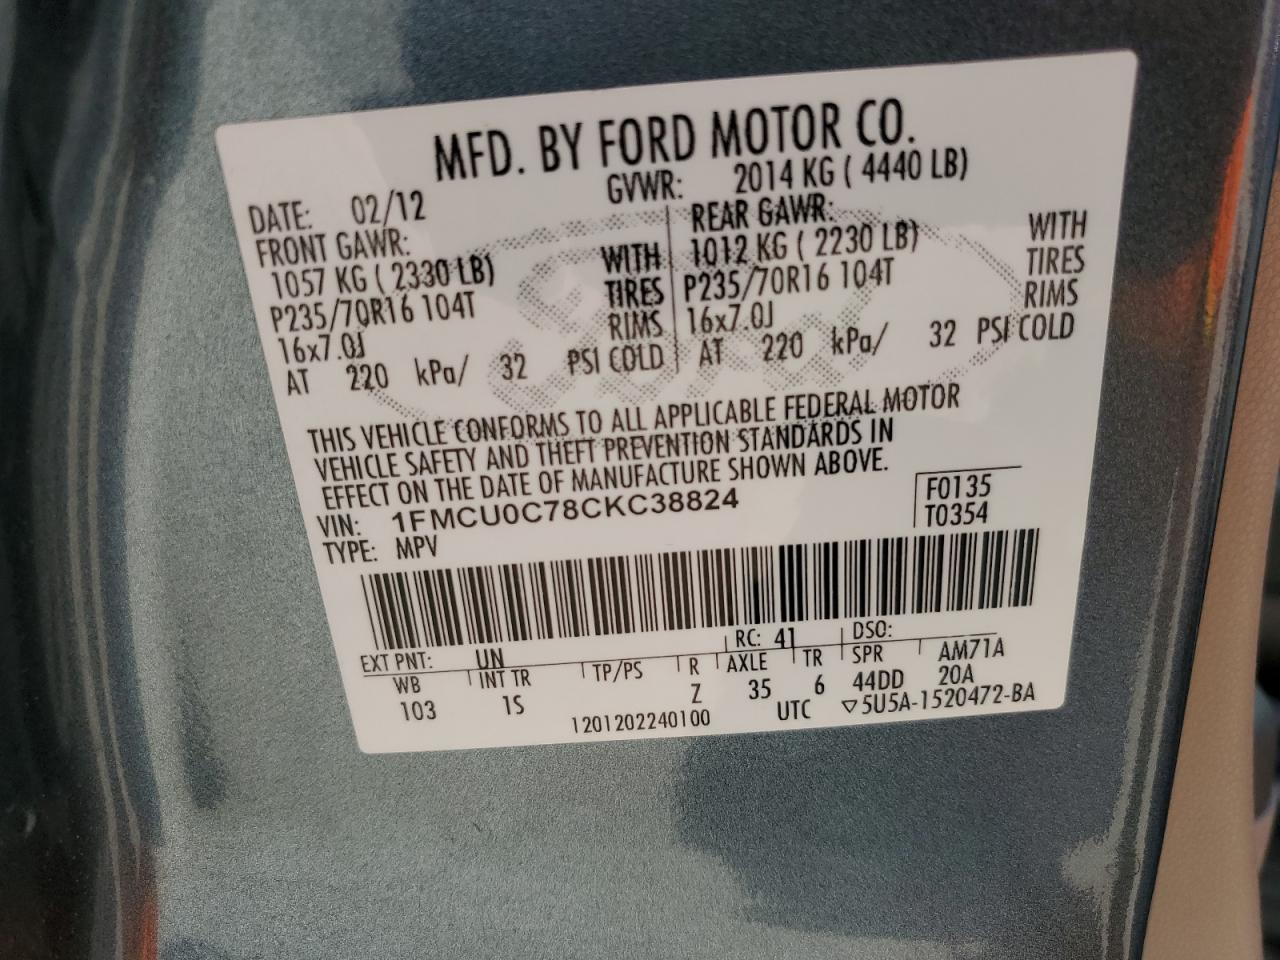 MFD. BY FORD MOTOR CO.
DATE: 02/12 GVWR: 2014 KG ( 4440 LB)
FRONT GAWR: REAR GAWR:
1057 KG ( 2330 LB) WITH 1012 KG ( 2230 LB) WITH
P235/70R16 104T TIRES P235/70R16 104T TIRES
16x7.0J RIMS 16x7.0J RIMS
AT 220 kPa/ 32 PSI COLD AT 220 kPa/ 32 PSI COLD
THIS VEHICLE CONFORMS TO ALL APPLICABLE FEDERAL MOTOR
VEHICLE SAFETY AND THEFT PREVENTION STANDARDS IN
EFFECT ON THE DATE OF MANUFACTURE SHOWN ABOVE.
VIN: 1FMCU0C78CKC38824 F0135
TYPE: MPV T0354
EXT PNT: UN RC: 41 DSO:
WB INT TR TP/PS R AXLE TR SPR AM71A
103 1S Z 35 6 44DD 20A
1201202240100 UTC ▽5U5A-1520472-BA